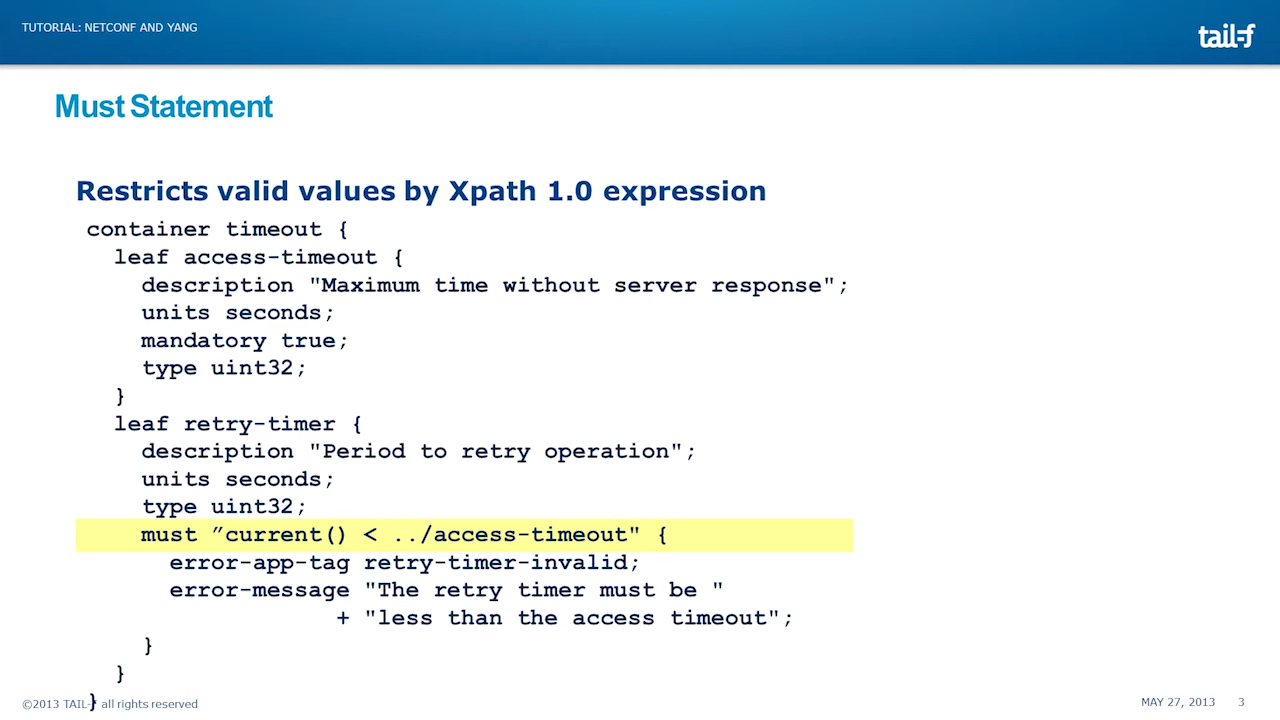 TUTORIAL: NETCONF AND YANG
tail-f
Must Statement
Restricts valid values by Xpath 1.0 expression
container timeout {
  leaf access-timeout {
    description "Maximum time without server response";
    units seconds;
    mandatory true;
    type uint32;
  }
  leaf retry-timer {
    description "Period to retry operation";
    units seconds;
    type uint32;
    must ”current() < ../access-timeout" {
      error-app-tag retry-timer-invalid;
      error-message "The retry timer must be "
                  + "less than the access timeout";
    }
  }
}
©2013 TAIL-F all rights reserved
MAY 27, 2013 3